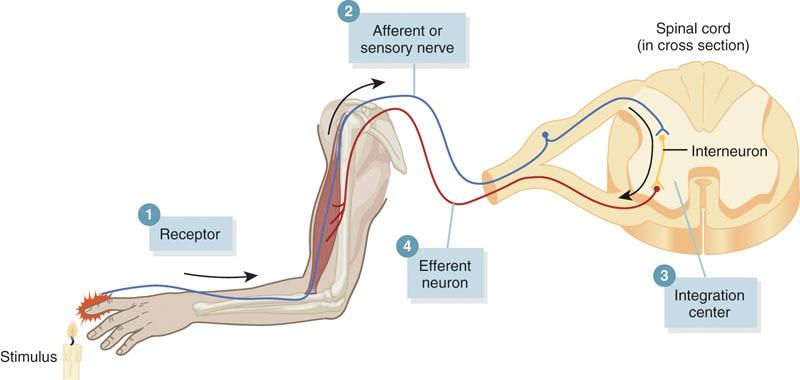 2
Afferent or
sensory nerve
Spinal cord
(in cross section)
Interneuron
1
Receptor
4
Efferent
neuron
3
Integration
center
Stimulus